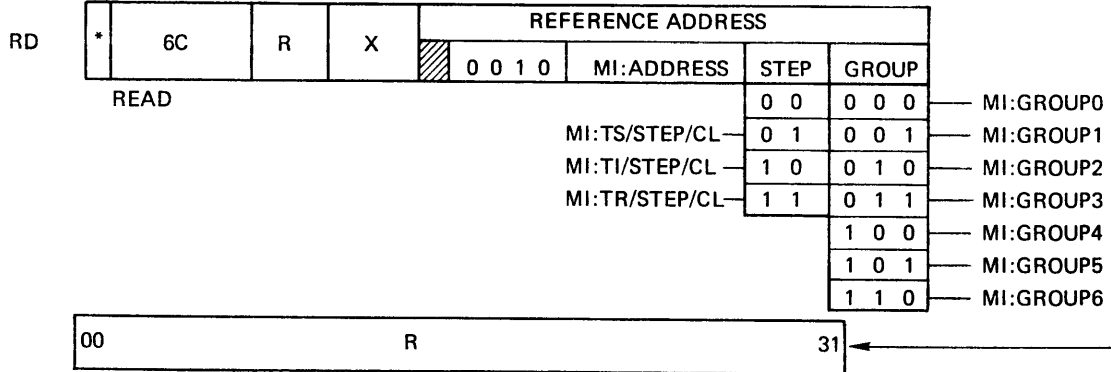 REFERENCE ADDRESS
RD * 6C R X 0 0 1 0 MI:ADDRESS STEP GROUP
READ 0 0 0 0 0 MI:GROUP0
MI:TS/STEP/CL 0 1 0 0 1 MI:GROUP1
MI:TI/STEP/CL 1 0 0 1 0 MI:GROUP2
MI:TR/STEP/CL 1 1 0 1 1 MI:GROUP3
1 0 0 MI:GROUP4
1 0 1 MI:GROUP5
1 1 0 MI:GROUP6
00 R 31